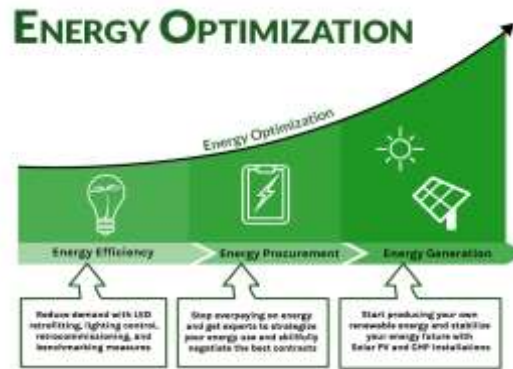 ENERGY OPTIMIZATION
Energy Optimization
Energy Efficiency
Energy Procurement
Energy Generation
Reduce demand with LED
retrofitting, lighting control,
retrocommissioning, and
benchmarking measures
Stop overpaying on energy
and get experts to strategize
your energy use and skillfully
negotiate the best contracts
Start producing your own
renewable energy and stabilize
your energy future with
Solar PV and CHP installations